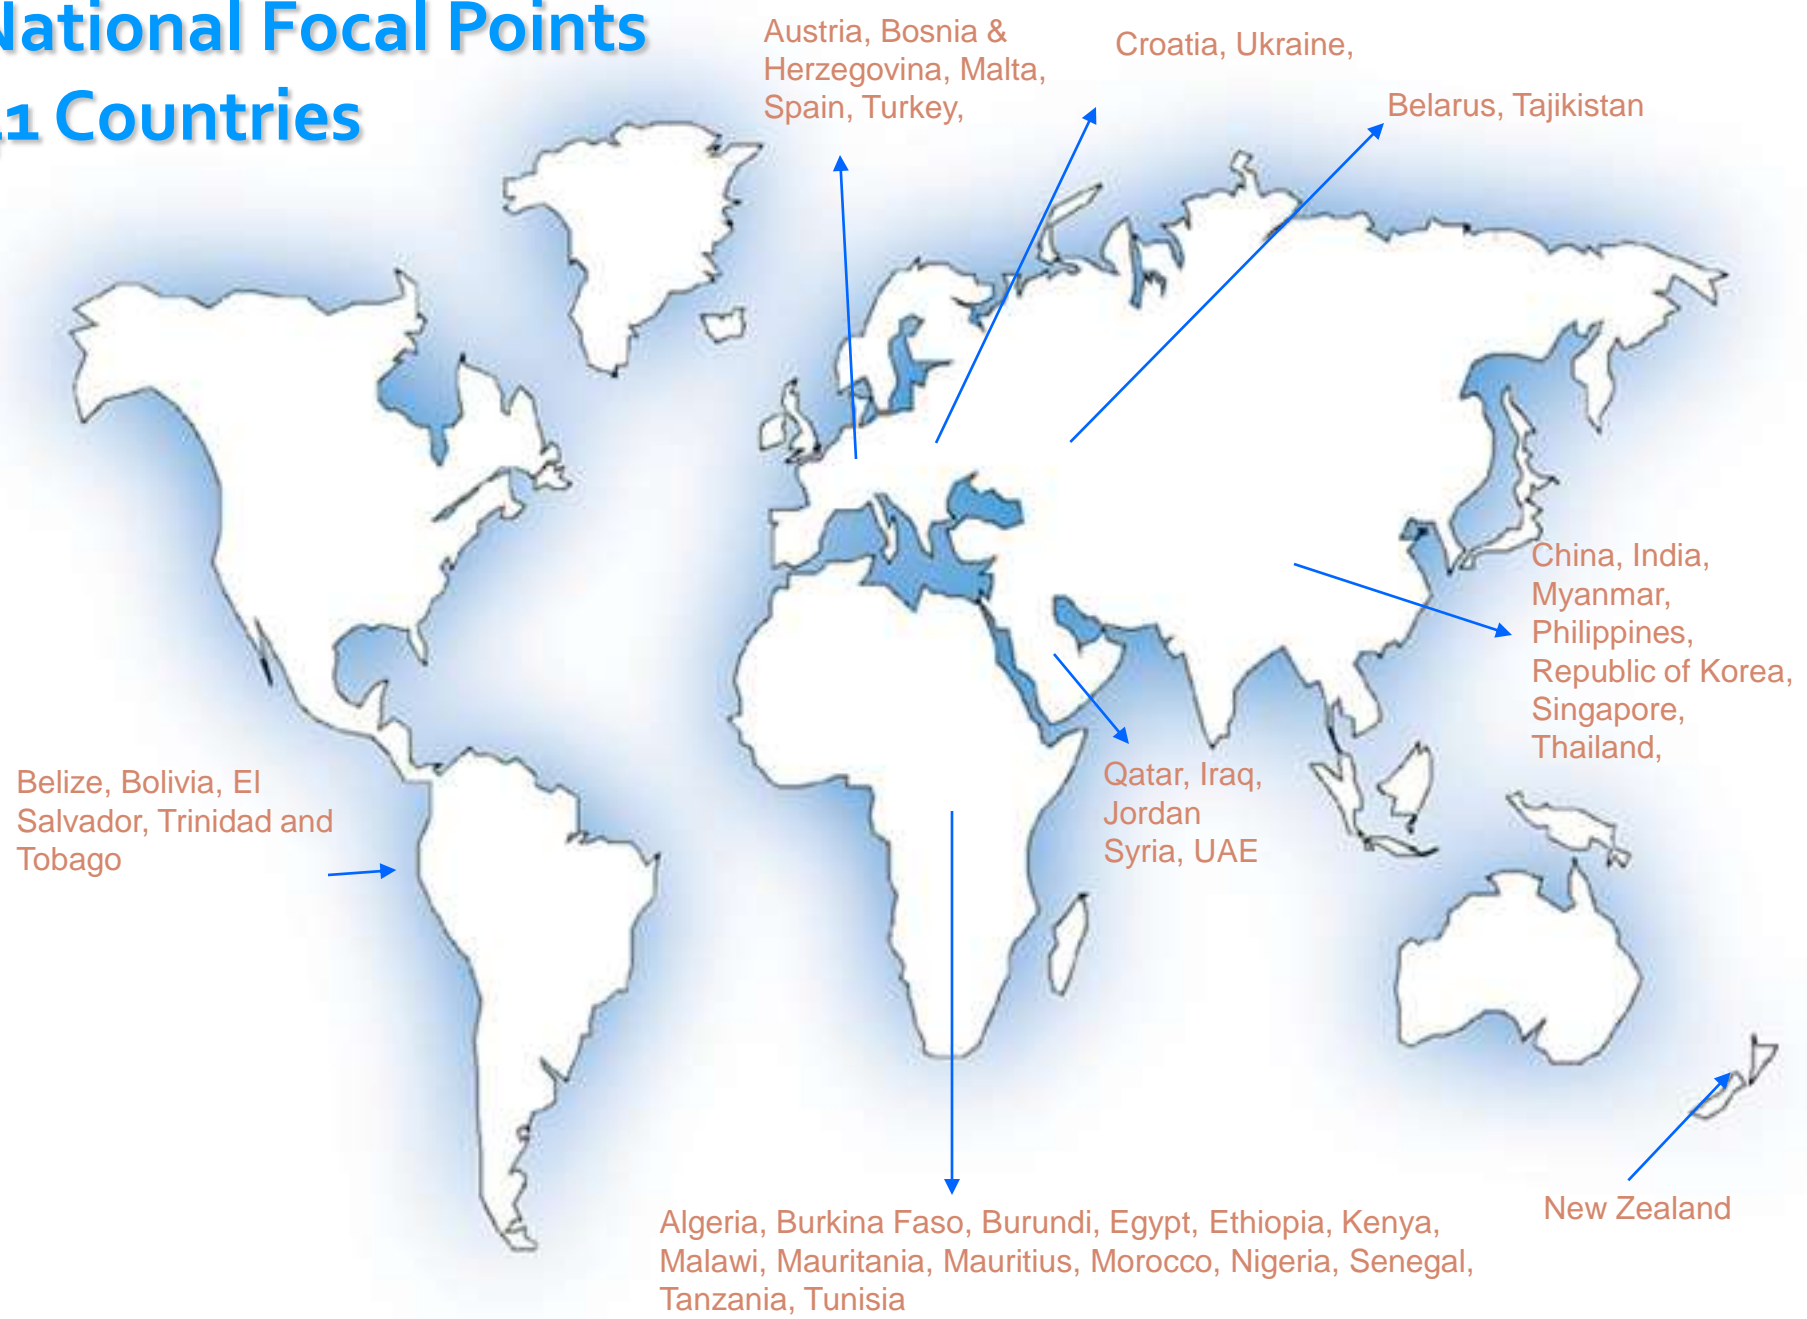 National Focal Points
1 Countries
Austria, Bosnia &
Herzegovina, Malta,
Spain, Turkey,
Croatia, Ukraine,
Belarus, Tajikistan
China, India,
Myanmar,
Philippines,
Republic of Korea,
Singapore,
Thailand,
Qatar, Iraq,
Jordan
Syria, UAE
Belize, Bolivia, El
Salvador, Trinidad and
Tobago
New Zealand
Algeria, Burkina Faso, Burundi, Egypt, Ethiopia, Kenya,
Malawi, Mauritania, Mauritius, Morocco, Nigeria, Senegal,
Tanzania, Tunisia